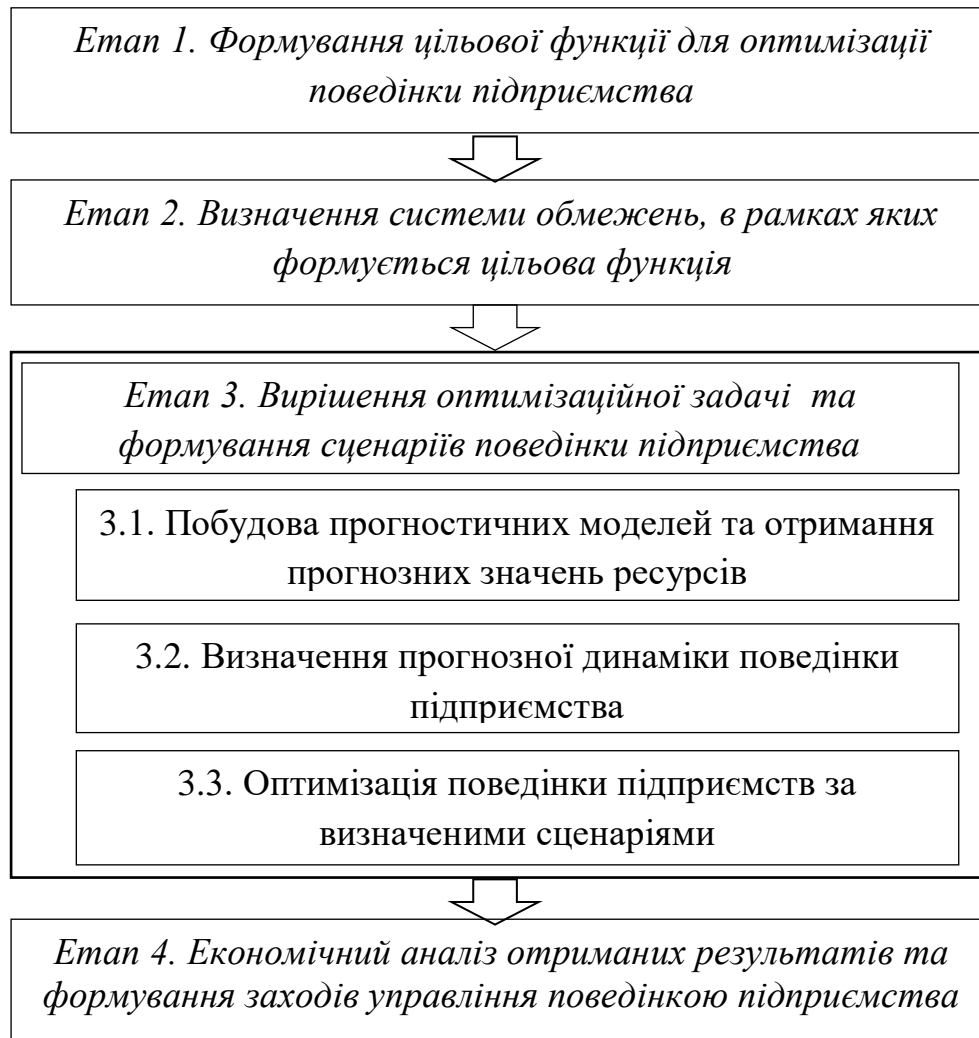 Етап 1. Формування цільової функції для оптимізації
поведінки підприємства
Етап 2. Визначення системи обмежень, в рамках яких
формується цільова функція
Етап 3. Вирішення оптимізаційної задачі та
формування сценаріїв поведінки підприємства
3.1. Побудова прогностичних моделей та отримання
прогнозних значень ресурсів
3.2. Визначення прогнозної динаміки поведінки
підприємства
3.3. Оптимізація поведінки підприємств за
визначеними сценаріями
Етап 4. Економічний аналіз отриманих результатів та
формування заходів управління поведінкою підприємства